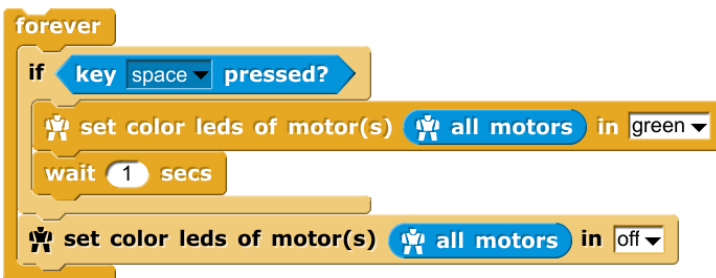 forever
if key space pressed?
set color leds of motor(s) all motors in green
wait 1 secs
set color leds of motor(s) all motors in off